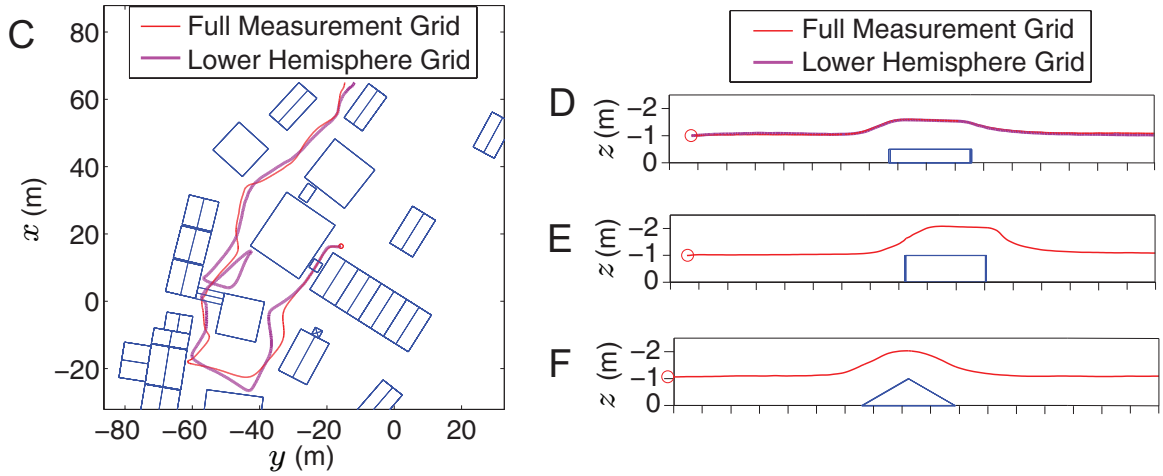 C
Full Measurement Grid
Lower Hemisphere Grid
80
60
40
20
0
−20
x (m)
−80 −60 −40 −20 0 20
y (m)
Full Measurement Grid
Lower Hemisphere Grid
D
−2
−1
0
z (m)
E
−2
−1
0
z (m)
F
−2
−1
0
z (m)